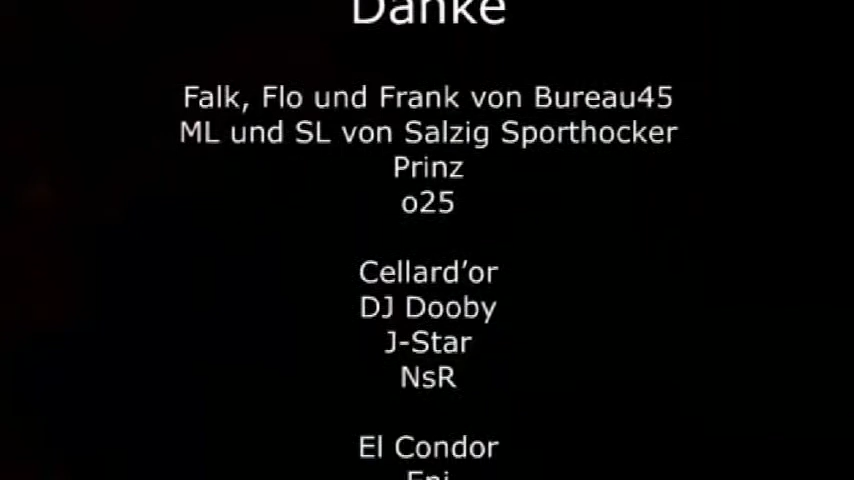 Danke
Falk, Flo und Frank von Bureau45
ML und SL von Salzig Sporthocker
Prinz
o25
Cellard’or
DJ Dooby
J-Star
NsR
El Condor